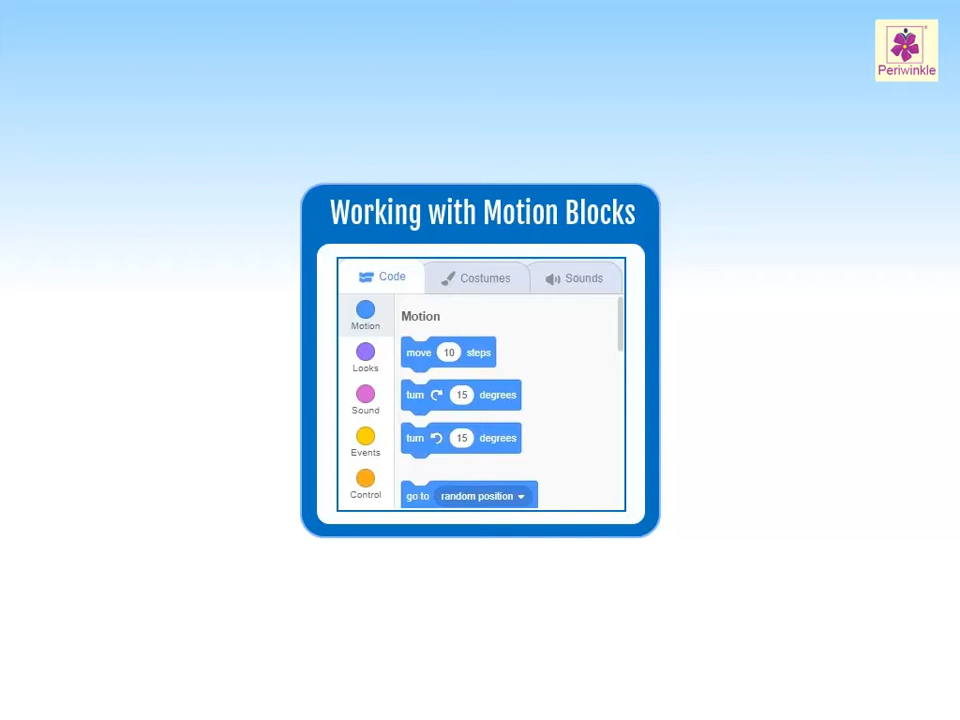 Periwinkle
Working with Motion Blocks
Code Costumes Sounds
Motion
Looks
Sound
Events
Control
Motion
move 10 steps
turn 15 degrees
turn 15 degrees
go to random position